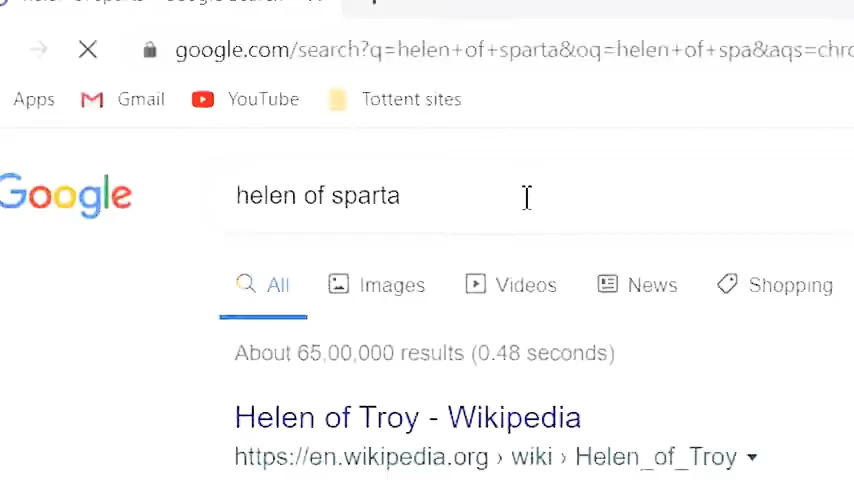 google.com/search?q=helen+of+sparta&oq=helen+of+spa&aqs=chro
Apps Gmail YouTube Tottent sites
Google helen of sparta
All Images Videos News Shopping
About 65,00,000 results (0.48 seconds)
Helen of Troy - Wikipedia
https://en.wikipedia.org › wiki › Helen_of_Troy